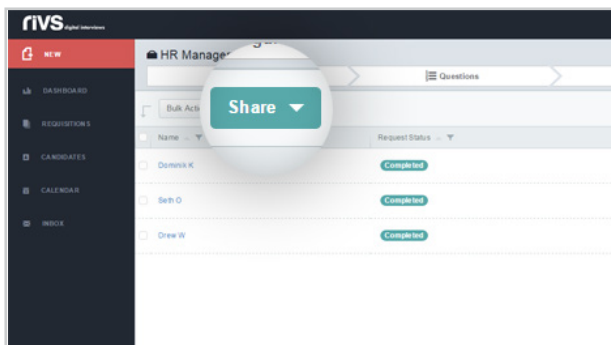 rivs digital interviews
NEW
HR Manage
DASHBOARD
Questions
Share
Bulk Acti
REQUISITIONS
Name
Request Status
CANDIDATES
Dominik K
Completed
CALENDAR
Seth O
Completed
INBOX
Drew W
Completed